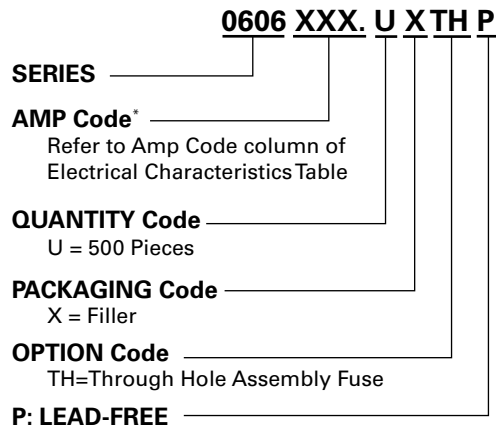 0606 XXX. U X TH P
SERIES
AMP Code*
Refer to Amp Code column of
Electrical Characteristics Table
QUANTITY Code
U = 500 Pieces
PACKAGING Code
X = Filler
OPTION Code
TH=Through Hole Assembly Fuse
P: LEAD-FREE